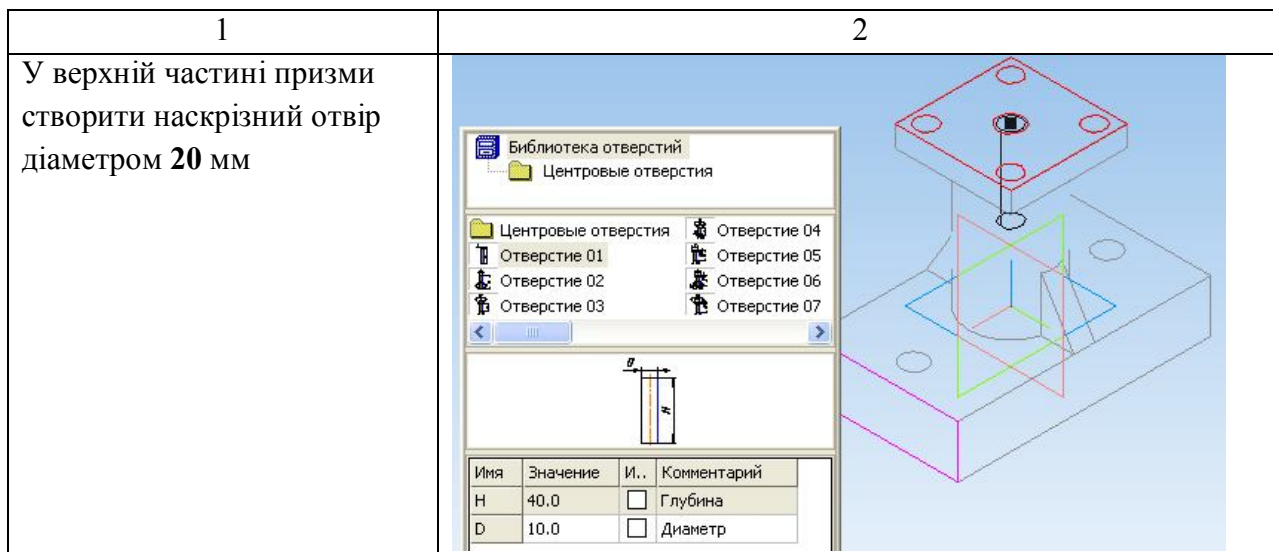 1
2
У верхній частині призми
створити наскрізний отвір
діаметром 20 мм
Библиотека отверстий
Центровые отверстия
Центровые отверстия
Отверстие 01
Отверстие 02
Отверстие 03
Отверстие 04
Отверстие 05
Отверстие 06
Отверстие 07
H
Имя Значение И.. Комментарий
H 40.0 Глубина
D 10.0 Диаметр